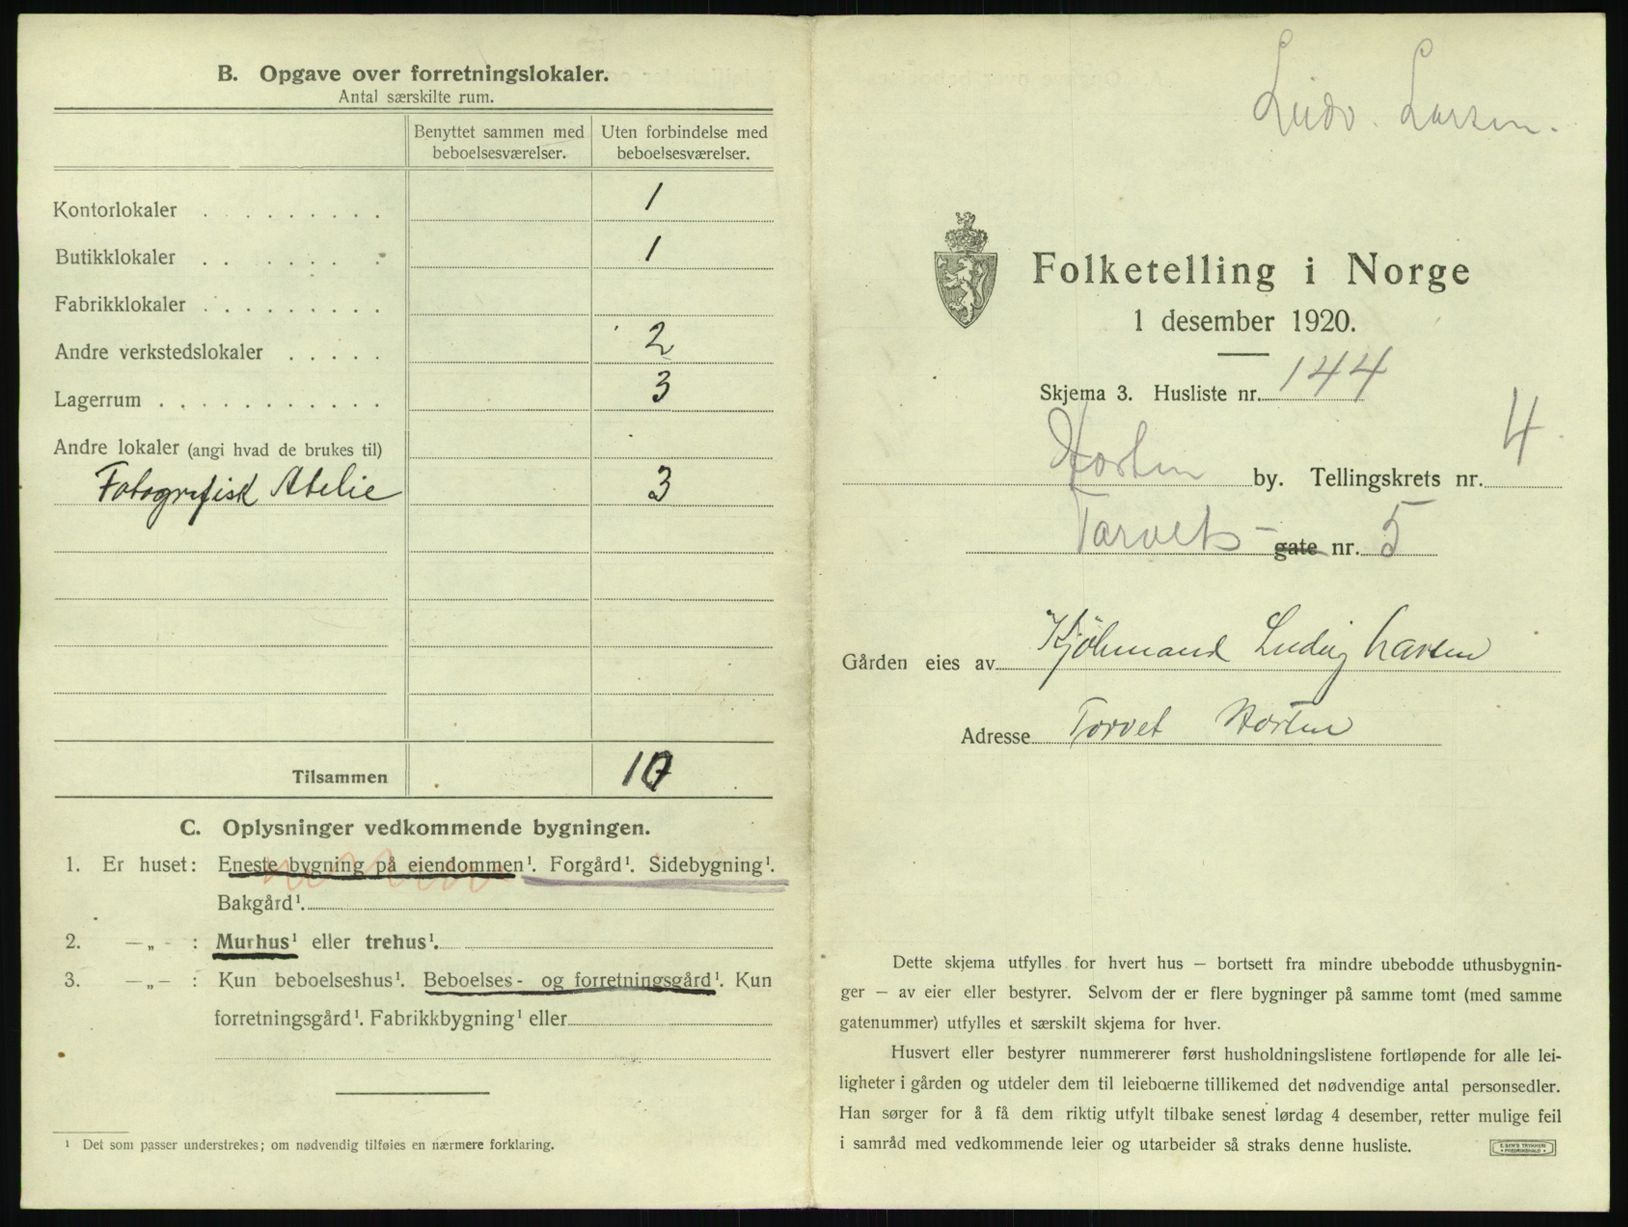 B. Opgave over forretningslokaler.
Antal særskilte rum.
Benyttet sammen med beboelsesværelser.
Uten forbindelse med beboelsesværelser.
Kontorlokaler . . . . . . . . . 1
Butikklokaler . . . . . . . 1
Fabrikklokaler . . . . . . . . .
Andre verkstedslokaler . . . . . 2
Lagerrum . . . . . . . . . . . 3
Andre lokaler (angi hvad de brukes til)
Fotografisk Atelie 3
Tilsammen 10
C. Oplysninger vedkommende bygningen.
1. Er huset: Eneste bygning på eiendommen¹. Forgård¹. Sidebygning¹.
Bakgård¹.
2. —„— : Murhus¹ eller trehus¹.
3. —„— : Kun beboelseshus¹. Beboelses- og forretningsgård¹. Kun
forretningsgård¹. Fabrikkbygning¹ eller
¹ Det som passer understrekes; om nødvendig tilføies en nærmere forklaring.
Ludv. Larsen.
Folketelling i Norge
1 desember 1920.
Skjema 3. Husliste nr. 144
Horten by. Tellingskrets nr. 4
Torvet- gate nr. 5
Gården eies av Kjöbmand Ludvig Larsen
Adresse Torvet Horten
Dette skjema utfylles for hvert hus — bortsett fra mindre ubebodde uthusbygnin-
ger — av eier eller bestyrer. Selvom der er flere bygninger på samme tomt (med samme
gatenummer) utfylles et særskilt skjema for hver.
Husvert eller bestyrer nummererer først husholdningslistene fortløpende for alle lei-
ligheter i gården og utdeler dem til leieboerne tillikemed det nødvendige antal personsedler.
Han sørger for å få dem riktig utfylt tilbake senest lørdag 4 desember, retter mulige feil
i samråd med vedkommende leier og utarbeider så straks denne husliste.